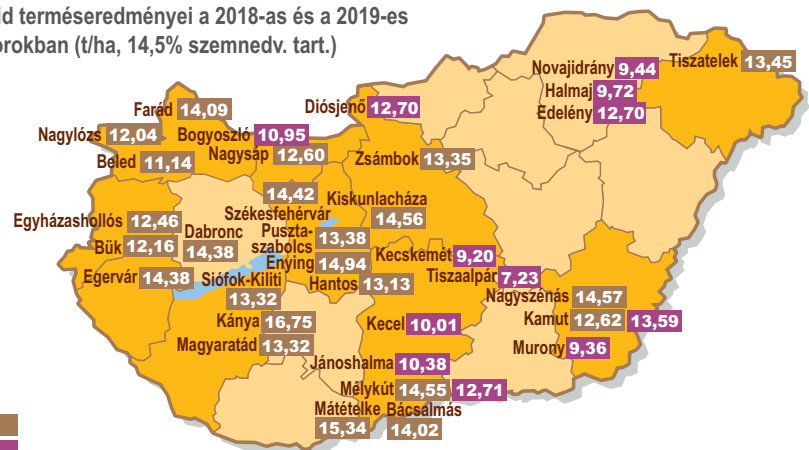 id terméseredményei a 2018-as és a 2019-es
orokban (t/ha, 14,5% szemnedv. tart.)
Novajidrány 9,44
Tiszatelek 13,45
Halmaj 9,72
Edelény 12,70
Diósjenő 12,70
Farád 14,09
Nagylózs 12,04
Bogyoszló 10,95
Beled 11,14
Nagysáp 12,60
Zsámbok 13,35
14,42
Székesfehérvár
Kiskunlacháza
14,56
Egyházashollós 12,46
Dabronc
14,38
Puszta-
szabolcs 13,38
Bük 12,16
Enying 14,94
Kecskemét 9,20
Egervár 14,38
Siófok-Kiliti
13,32
Hantos 13,13
Tiszaalpár 7,23
Nagyszénás 14,57
Kánya 16,75
Kecel 10,01
Kamut 12,62 13,59
Magyaratád 13,32
Murony 9,36
Jánoshalma 10,38
Mélykút 14,55 12,71
Mátételke
15,34
Bácsalmás
14,02